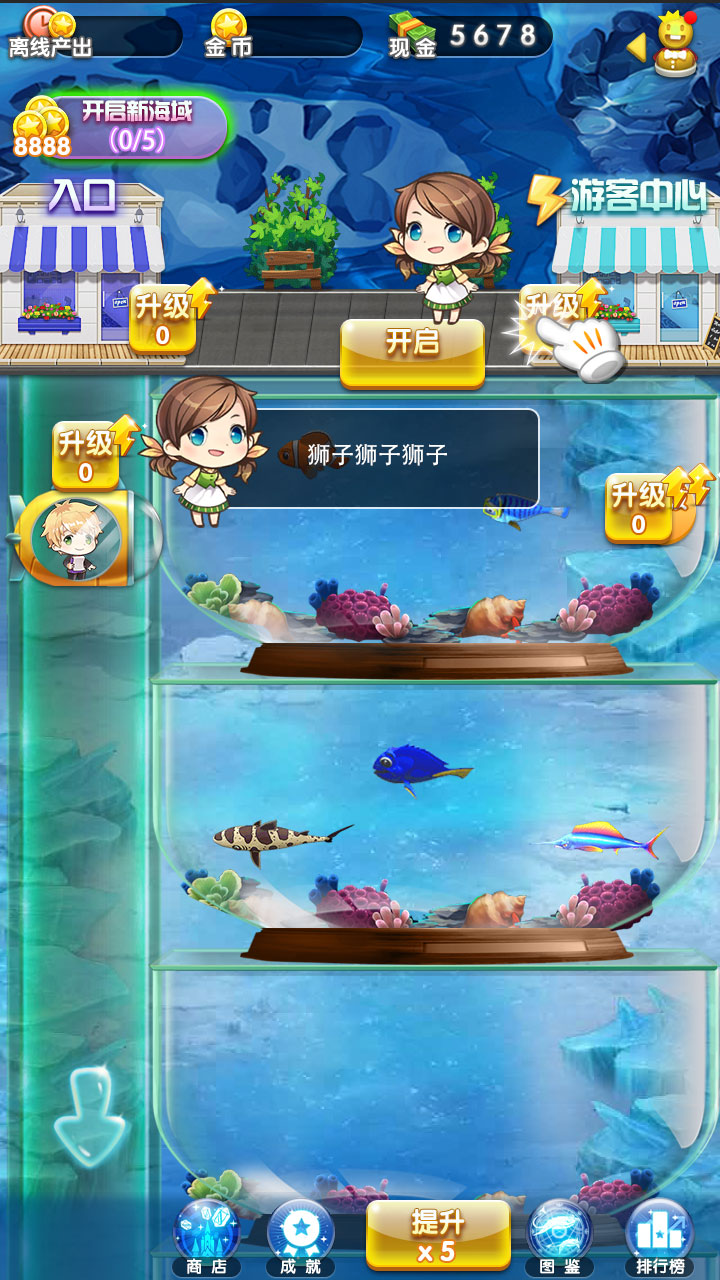 离线产出
金币
现金 5678
8888
开启新海域
(0/5)
入口
游客中心
open
open
升级
0
升级
开启
升级
0
狮子狮子狮子
升级
0
提升
x5
商店
成就
图鉴
排行榜